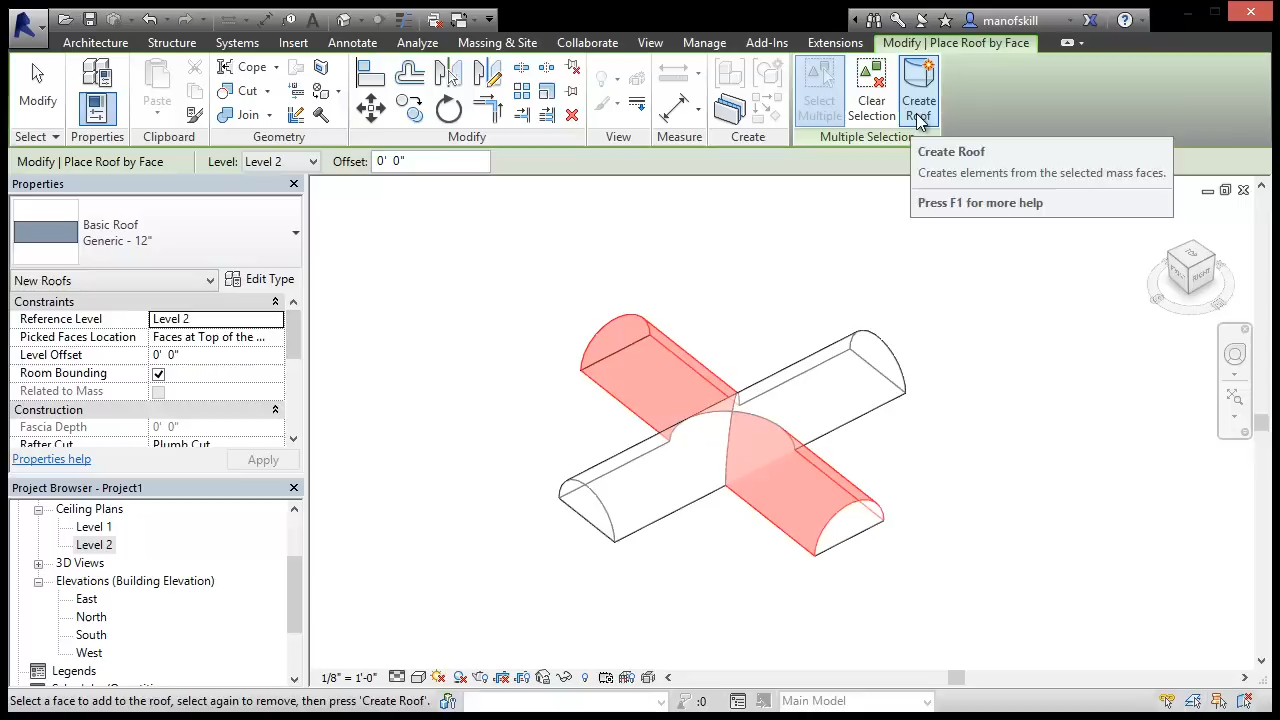 manofskill
Architecture Structure Systems Insert Annotate Analyze Massing & Site Collaborate View Manage Add-Ins Extensions Modify | Place Roof by Face
Modify
Properties
Paste
Cope
Cut
Join
Select Multiple
Clear Selection
Create Roof
Select Properties Clipboard Geometry Modify View Measure Create Multiple Selection
Modify | Place Roof by Face Level: Level 2 Offset: 0' 0"
Create Roof
Creates elements from the selected mass faces.
Press F1 for more help
Properties
Basic Roof
Generic - 12"
New Roofs Edit Type
Constraints
Reference Level Level 2
Picked Faces Location Faces at Top of the ...
Level Offset 0' 0"
Room Bounding
Related to Mass
Construction
Fascia Depth 0' 0"
Rafter Cut Plumb Cut
Properties help Apply
Project Browser - Project1
Ceiling Plans
Level 1
Level 2
3D Views
Elevations (Building Elevation)
East
North
South
West
Legends
TOP
RIGHT
1/8" = 1'-0"
Select a face to add to the roof, select again to remove, then press 'Create Roof'. :0 Main Model